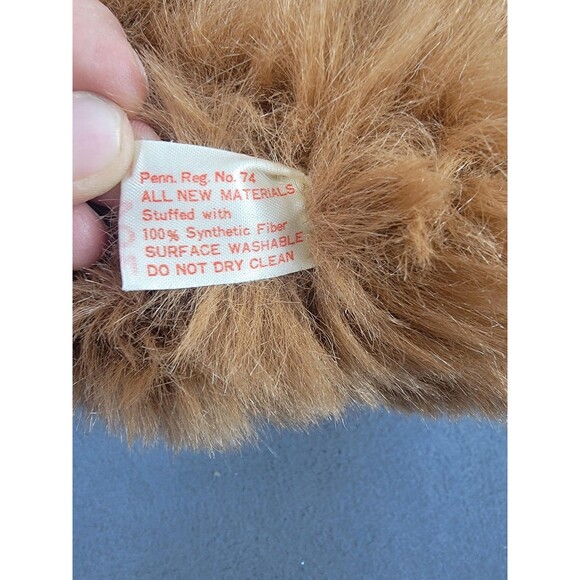 Penn. Reg. No. 74
ALL NEW MATERIALS
Stuffed with
100% Synthetic Fiber
SURFACE WASHABLE
DO NOT DRY CLEAN